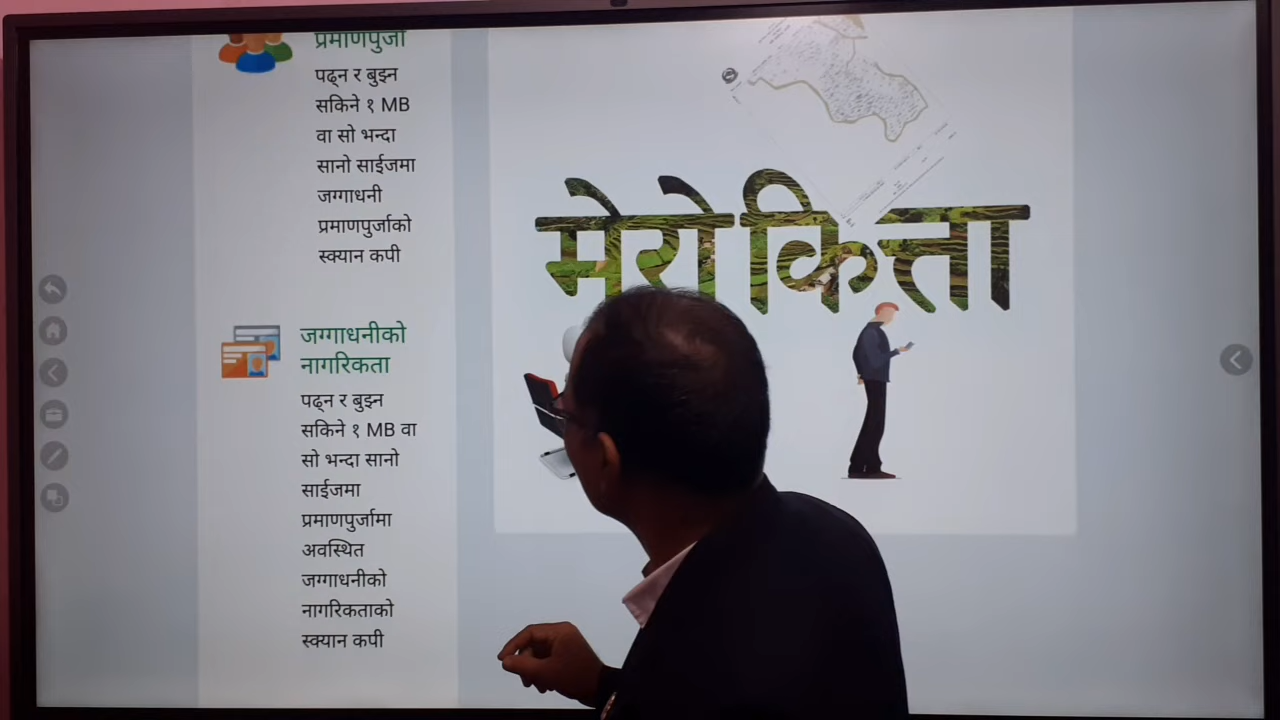 प्रमाणपुर्जा
पढ्न र बुझ्न
सकिने १ MB
वा सो भन्दा
सानो साईजमा
जग्गाधनी
प्रमाणपुर्जाको
स्क्यान कपी
जग्गाधनीको
नागरिकता
पढ्न र बुझ्न
सकिने १ MB वा
सो भन्दा सानो
साईजमा
प्रमाणपुर्जामा
अवस्थित
जग्गाधनीको
नागरिकताको
स्क्यान कपी
मेरो कित्ता